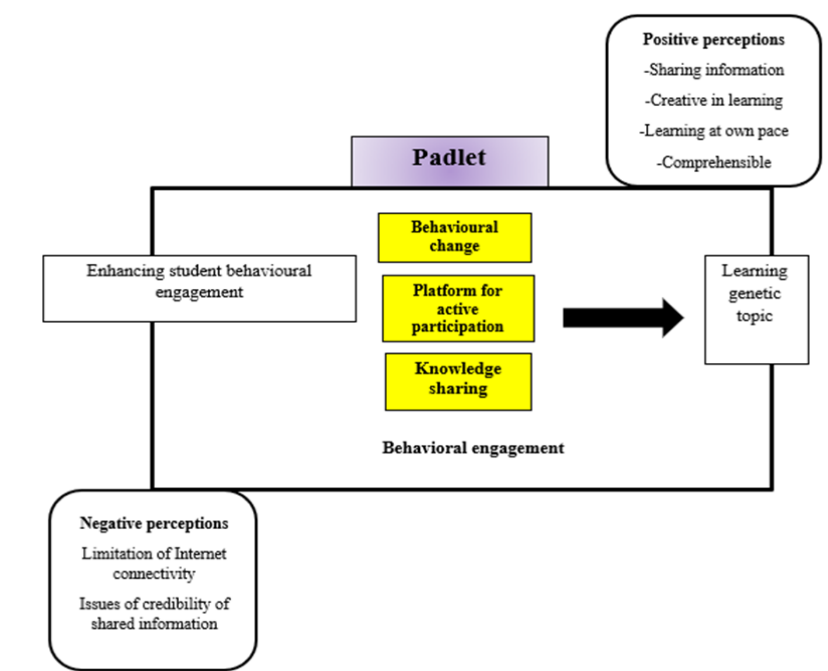 Positive perceptions
-Sharing information
-Creative in learning
-Learning at own pace
-Comprehensible
Padlet
Behavioural
change
Enhancing student behavioural
engagement
Platform for
active
participation
Learning
genetic
topic
Knowledge
sharing
Behavioral engagement
Negative perceptions
Limitation of Internet
connectivity
Issues of credibility of
shared information